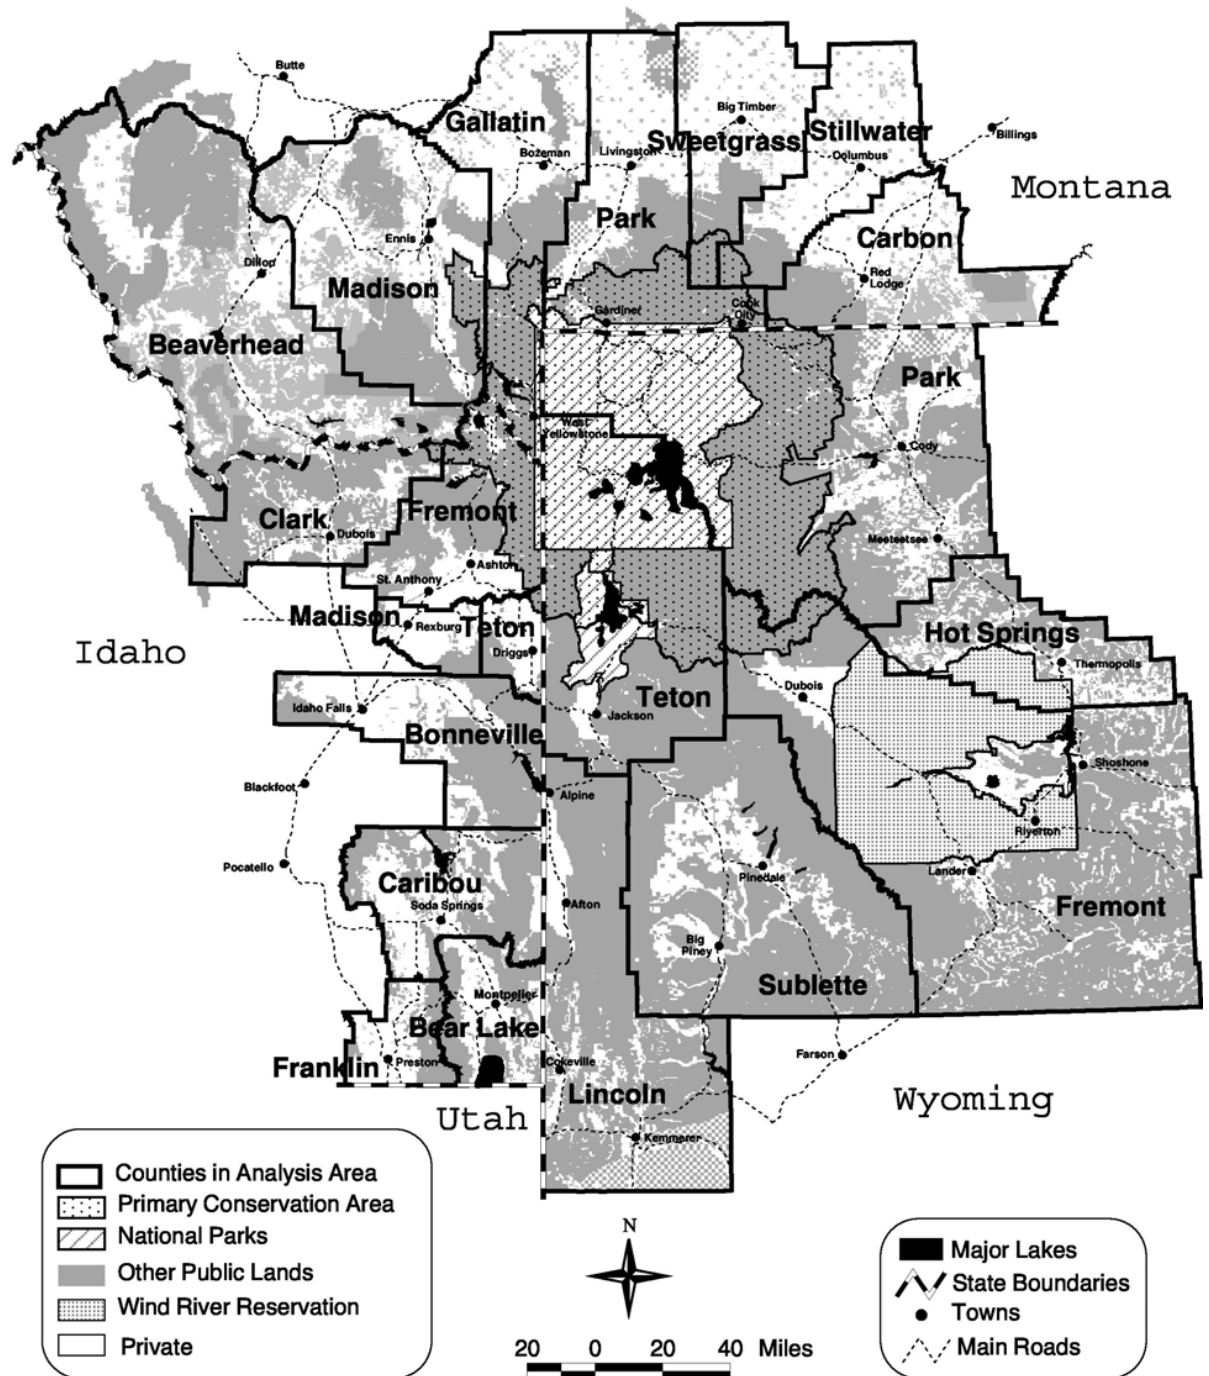 Butte
Gallatin
Big Timber
Sweetgrass
Stillwater
Billings
Bozeman
Livingston
Columbus
Montana
Park
Carbon
Ennis
Dillon
Red
Lodge
Madison
Gardiner
Cook
City
Beaverhead
Park
West
Yellowstone
Cody
Clark
Fremont
Dubois
Meeteetse
Ashton
St. Anthony
Madison
Rexburg
Teton
Hot Springs
Idaho
Driggs
Thermopolis
Dubois
Teton
Idaho Falls
Jackson
Bonneville
Shoshone
Blackfoot
Alpine
Riverton
Pocatello
Pinedale
Lander
Caribou
Soda Springs
Afton
Fremont
Big
Piney
Sublette
Montpelier
Bear Lake
Farson
Franklin
Preston
Cokeville
Lincoln
Wyoming
Utah
Kemmerer
Counties in Analysis Area
Primary Conservation Area
National Parks
Other Public Lands
Wind River Reservation
Private
N
20 0 20 40 Miles
Major Lakes
State Boundaries
Towns
Main Roads